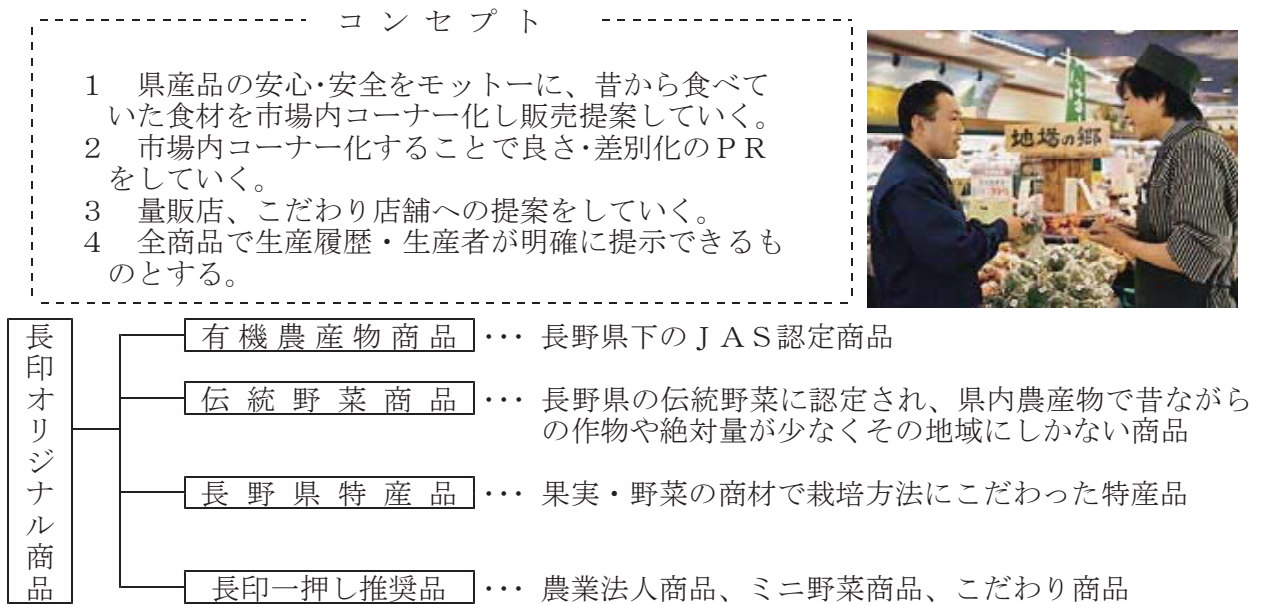 コンセプト
1 県産品の安心・安全をモットーに、昔から食べて
いた食材を市場内コーナー化し販売提案していく。
2 市場内コーナー化することで良さ・差別化のPR
をしていく。
3 量販店、こだわり店舗への提案をしていく。
4 全商品で生産履歴・生産者が明確に提示できるも
のとする。
地場の郷
長印オリジナル商品
有機農産物商品 ･･･ 長野県下のJAS認定商品
伝統野菜商品 ･･･ 長野県の伝統野菜に認定され、県内農産物で昔ながら
の作物や絶対量が少なくその地域にしかない商品
長野県特産品 ･･･ 果実・野菜の商材で栽培方法にこだわった特産品
長印一押し推奨品 ･･･ 農業法人商品、ミニ野菜商品、こだわり商品